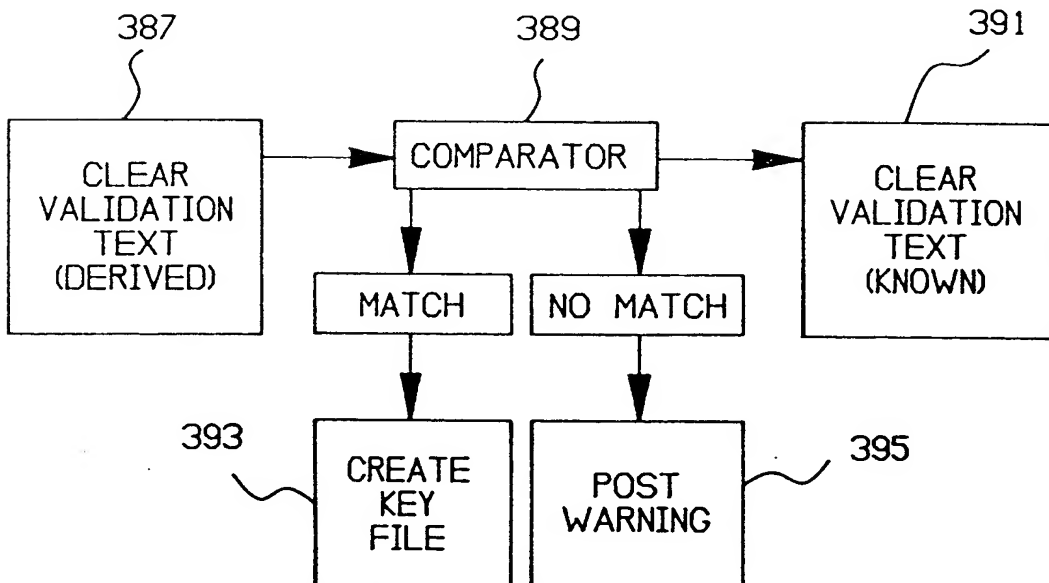 387
389
391
CLEAR
VALIDATION
TEXT
(DERIVED)
COMPARATOR
CLEAR
VALIDATION
TEXT
(KNOWN)
MATCH
NO MATCH
393
CREATE
KEY
FILE
POST
WARNING
395